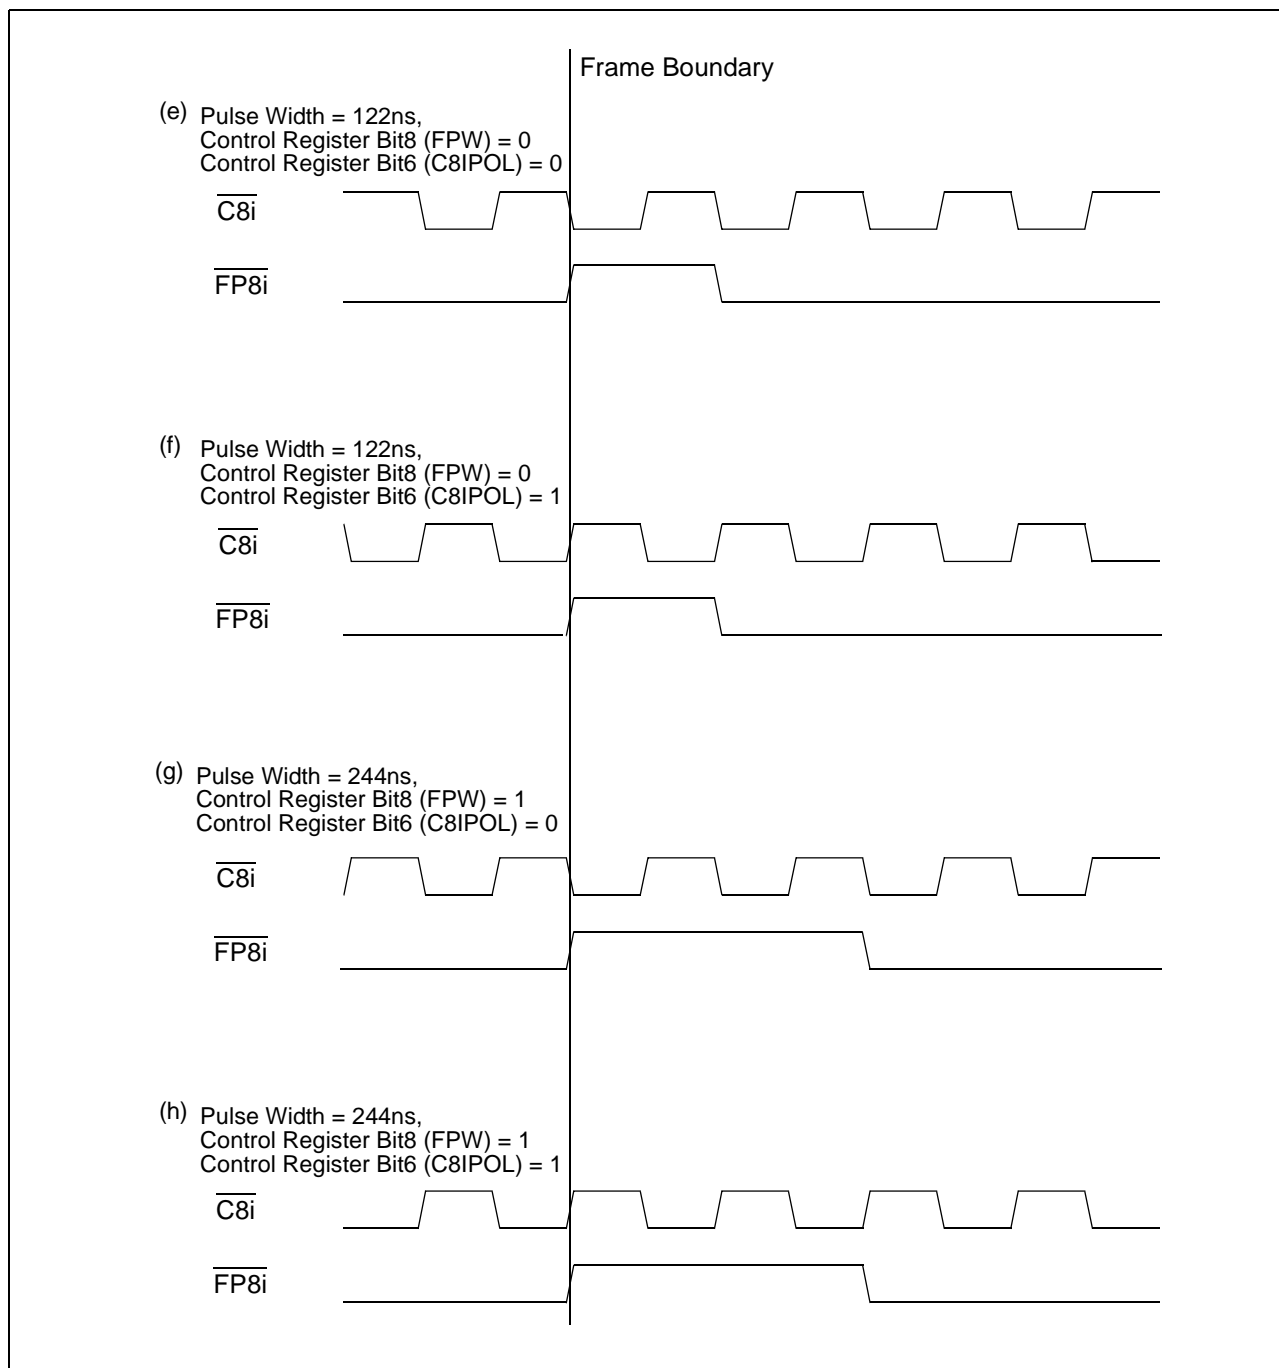 Frame Boundary
(e) Pulse Width = 122ns,
Control Register Bit8 (FPW) = 0
Control Register Bit6 (C8IPOL) = 0
C8i
FP8i
(f) Pulse Width = 122ns,
Control Register Bit8 (FPW) = 0
Control Register Bit6 (C8IPOL) = 1
C8i
FP8i
(g) Pulse Width = 244ns,
Control Register Bit8 (FPW) = 1
Control Register Bit6 (C8IPOL) = 0
C8i
FP8i
(h) Pulse Width = 244ns,
Control Register Bit8 (FPW) = 1
Control Register Bit6 (C8IPOL) = 1
C8i
FP8i